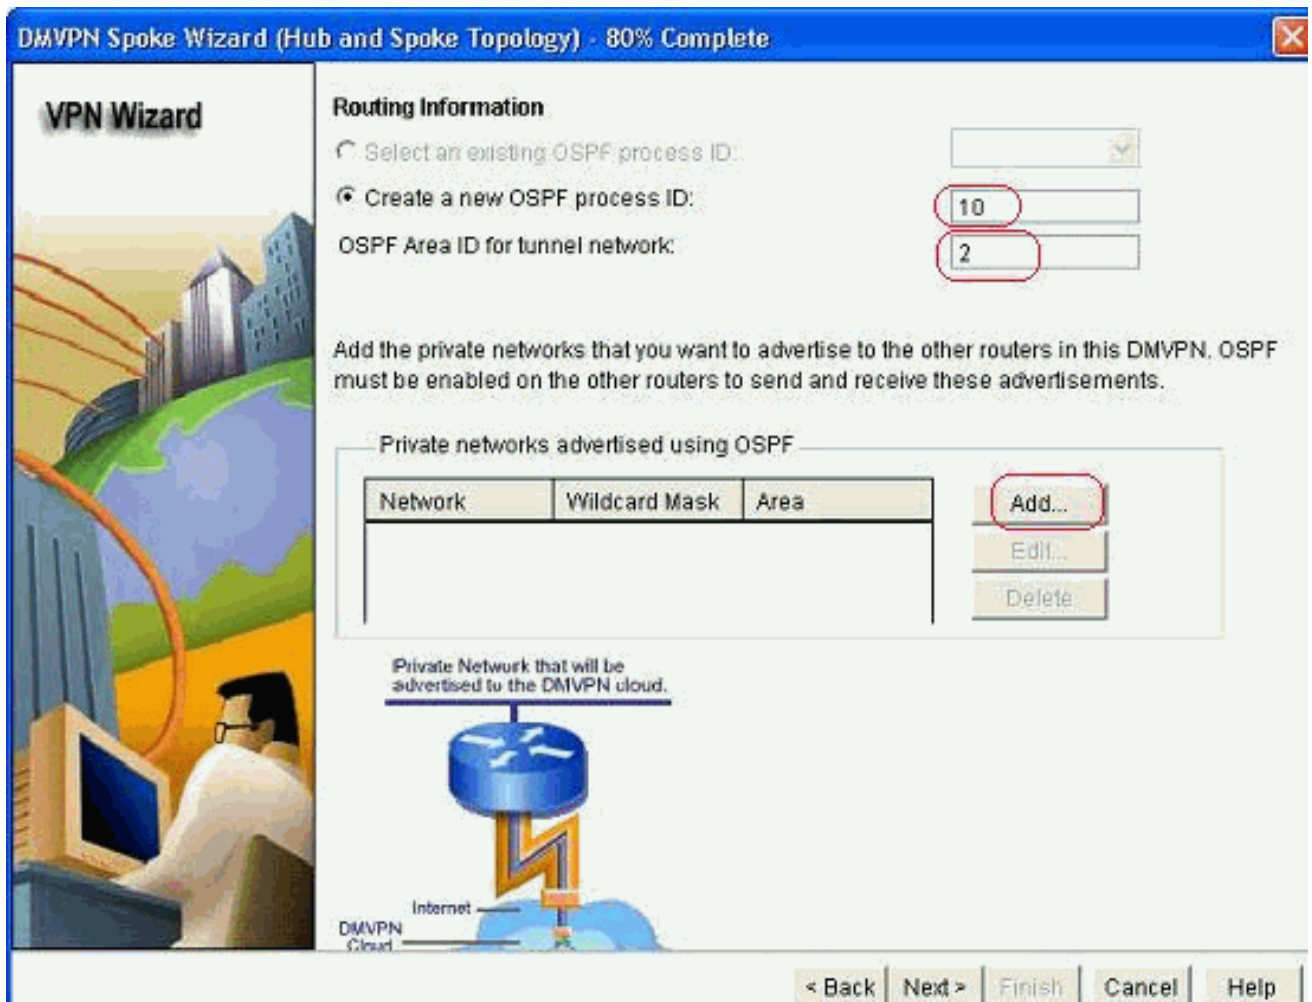 DMVPN Spoke Wizard (Hub and Spoke Topology) - 80% Complete
VPN Wizard
Routing Information
Select an existing OSPF process ID:
Create a new OSPF process ID:
10
OSPF Area ID for tunnel network:
2
Add the private networks that you want to advertise to the other routers in this DMVPN. OSPF
must be enabled on the other routers to send and receive these advertisements.
Private networks advertised using OSPF
Network Wildcard Mask Area
Add...
Edit...
Delete
Private Network that will be
advertised to the DMVPN cloud.
Internet
DMVPN
Cloud
< Back Next > Finish Cancel Help